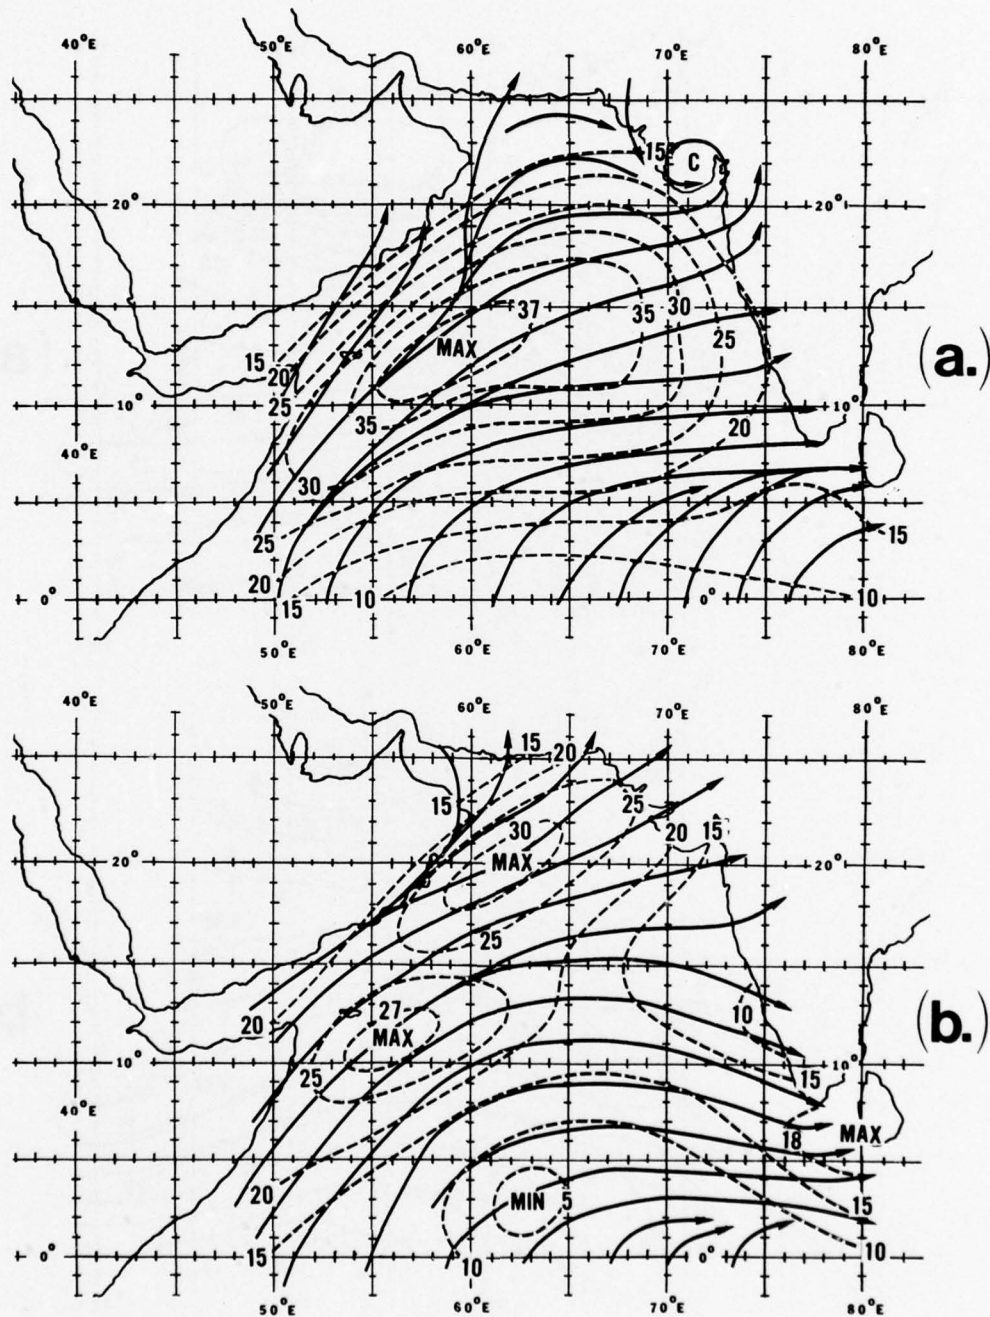 40°E 50°E 60°E 70°E 80°E
15 C
20° 20°
37 35 30
15 MAX 25
20 (a.)
25 10° 10°
35 20
40°E
30
25 15
20
0° 15 10 0° 10
50°E 60°E 70°E 80°E
40°E 50°E 60°E 70°E 80°E
15 20
15 25
30 20 15
20° MAX 20°
25
27 10
20 MAX (b.)
10° 25 15 10°
40°E
18 MAX
20 MIN 5 15
15 10
0° 10 0°
50°E 60°E 70°E 80°E